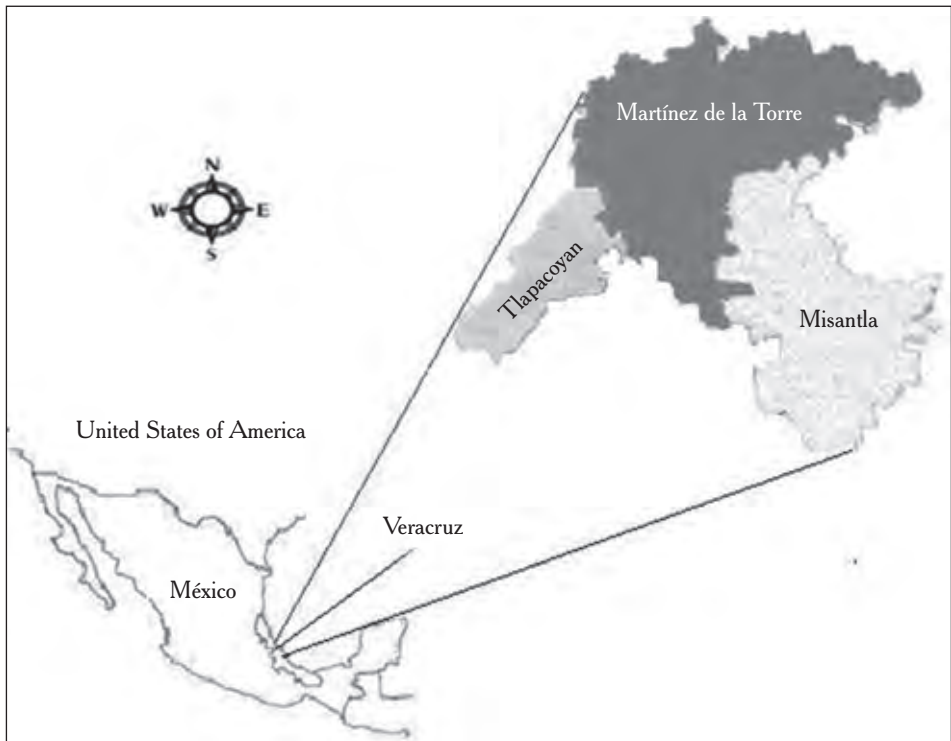 Martínez de la Torre
N
W E
S
Tlapacoyan
Misantla
United States of America
Veracruz
México